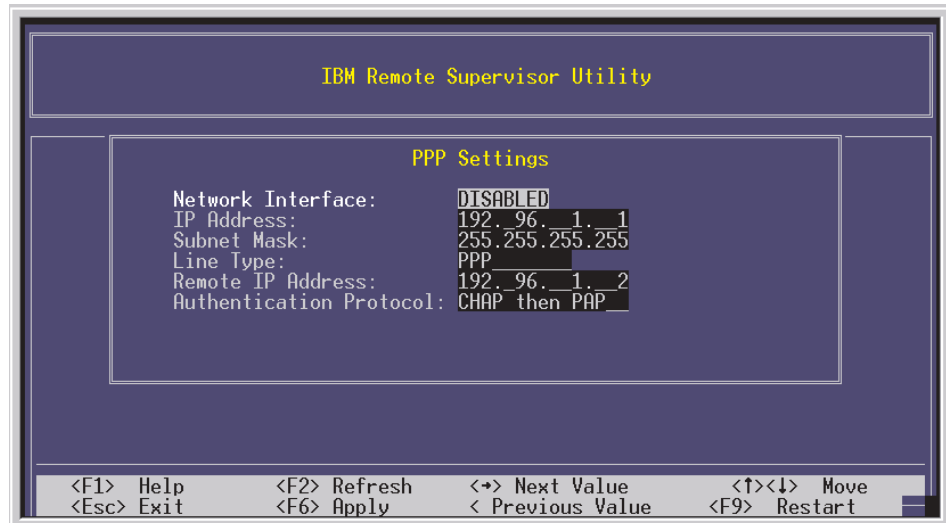 IBM Remote Supervisor Utility
PPP Settings
Network Interface: DISABLED
IP Address: 192._96.__1.__1
Subnet Mask: 255.255.255.255
Line Type: PPP_______
Remote IP Address: 192._96.__1.__2
Authentication Protocol: CHAP then PAP__
<F1> Help <F2> Refresh <→> Next Value <↑><↓> Move
<Esc> Exit <F6> Apply < Previous Value <F9> Restart